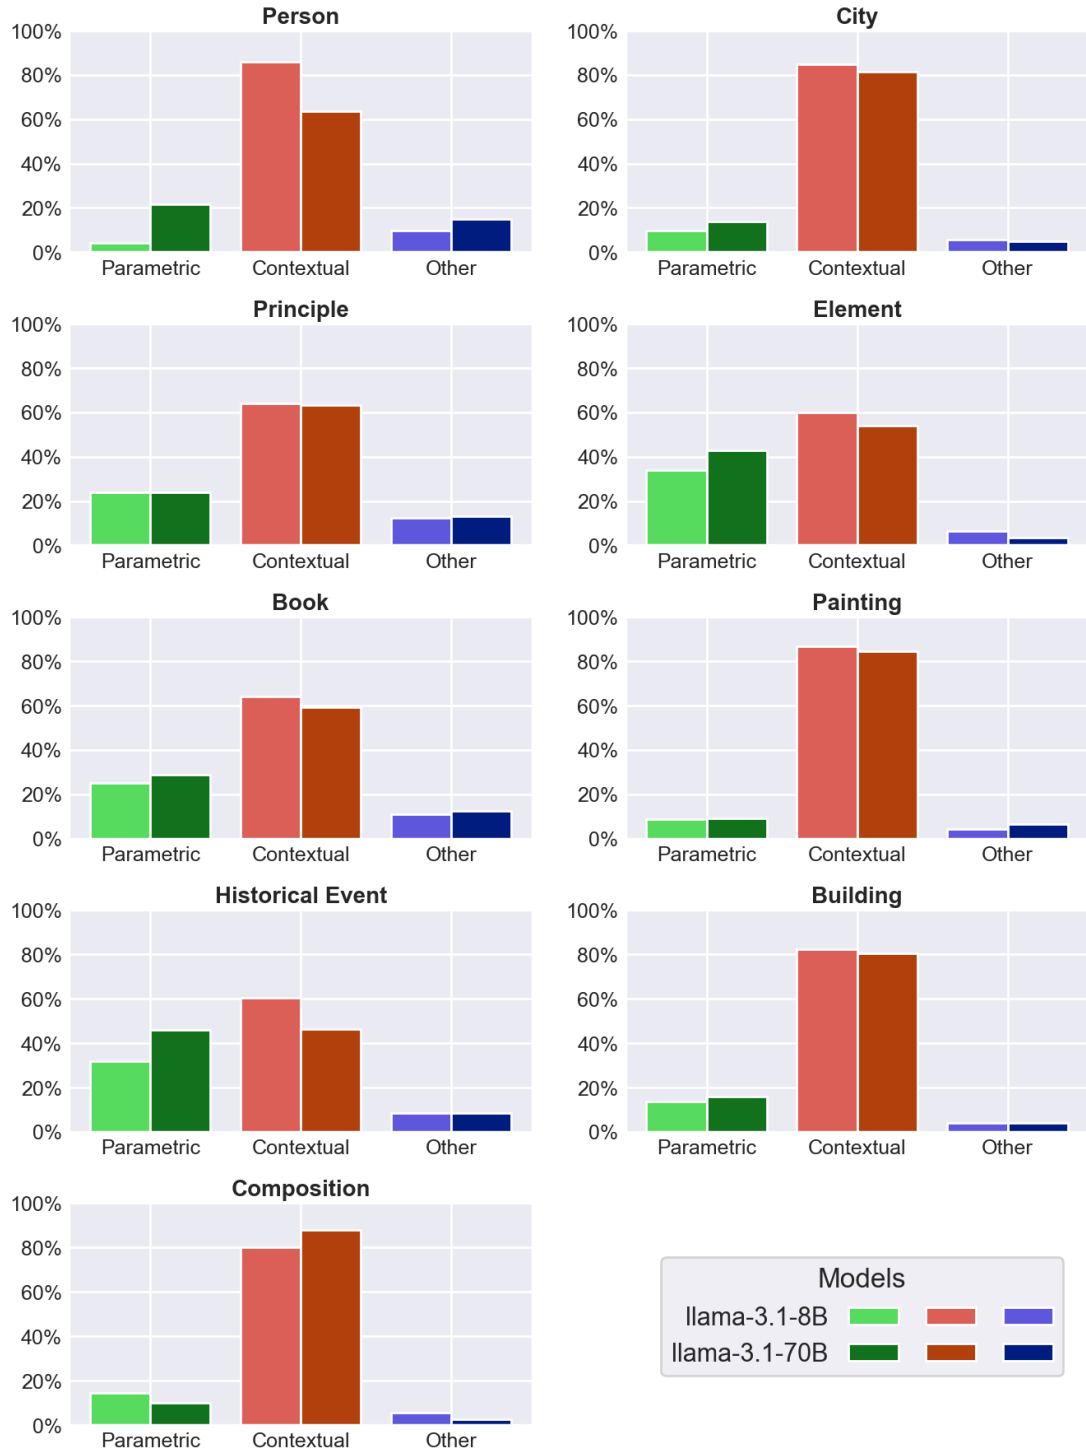 Person
100%
80%
60%
40%
20%
0%
Parametric Contextual Other
City
100%
80%
60%
40%
20%
0%
Parametric Contextual Other
Principle
100%
80%
60%
40%
20%
0%
Parametric Contextual Other
Element
100%
80%
60%
40%
20%
0%
Parametric Contextual Other
Book
100%
80%
60%
40%
20%
0%
Parametric Contextual Other
Painting
100%
80%
60%
40%
20%
0%
Parametric Contextual Other
Historical Event
100%
80%
60%
40%
20%
0%
Parametric Contextual Other
Building
100%
80%
60%
40%
20%
0%
Parametric Contextual Other
Composition
100%
80%
60%
40%
20%
0%
Parametric Contextual Other
Models
llama-3.1-8B
llama-3.1-70B